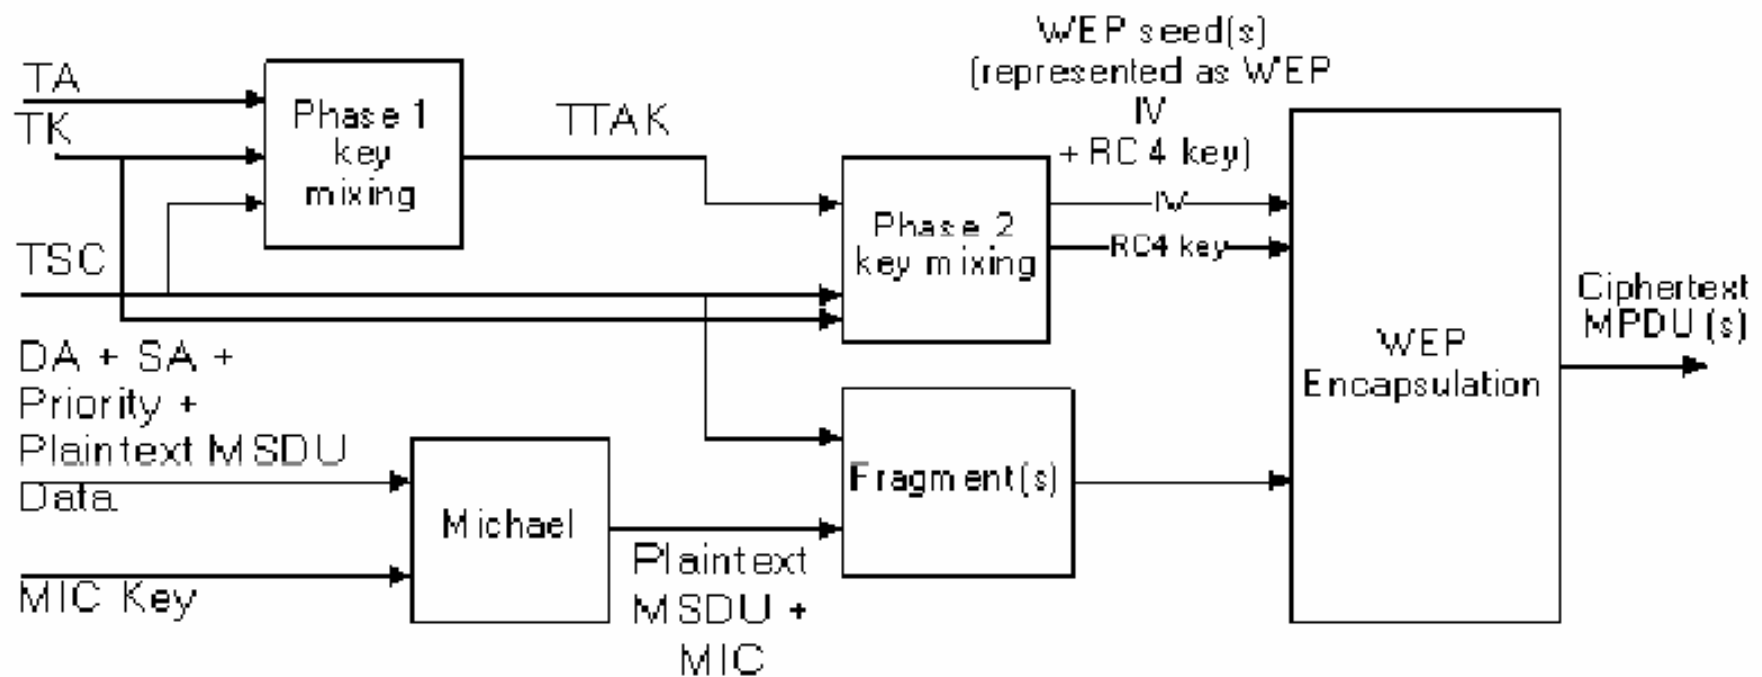 WEP seed(s)
(represented as WEP
IV
+ RC4 key)
TA
TK
Phase 1
key
mixing
TTAK
TSC
Phase 2
key mixing
IV
RC4 key
Ciphertext
MPDU(s)
WEP
Encapsulation
DA + SA +
Priority +
Plaintext MSDU
Data
MIC Key
Michael
Plaintext
MSDU +
MIC
Fragment(s)